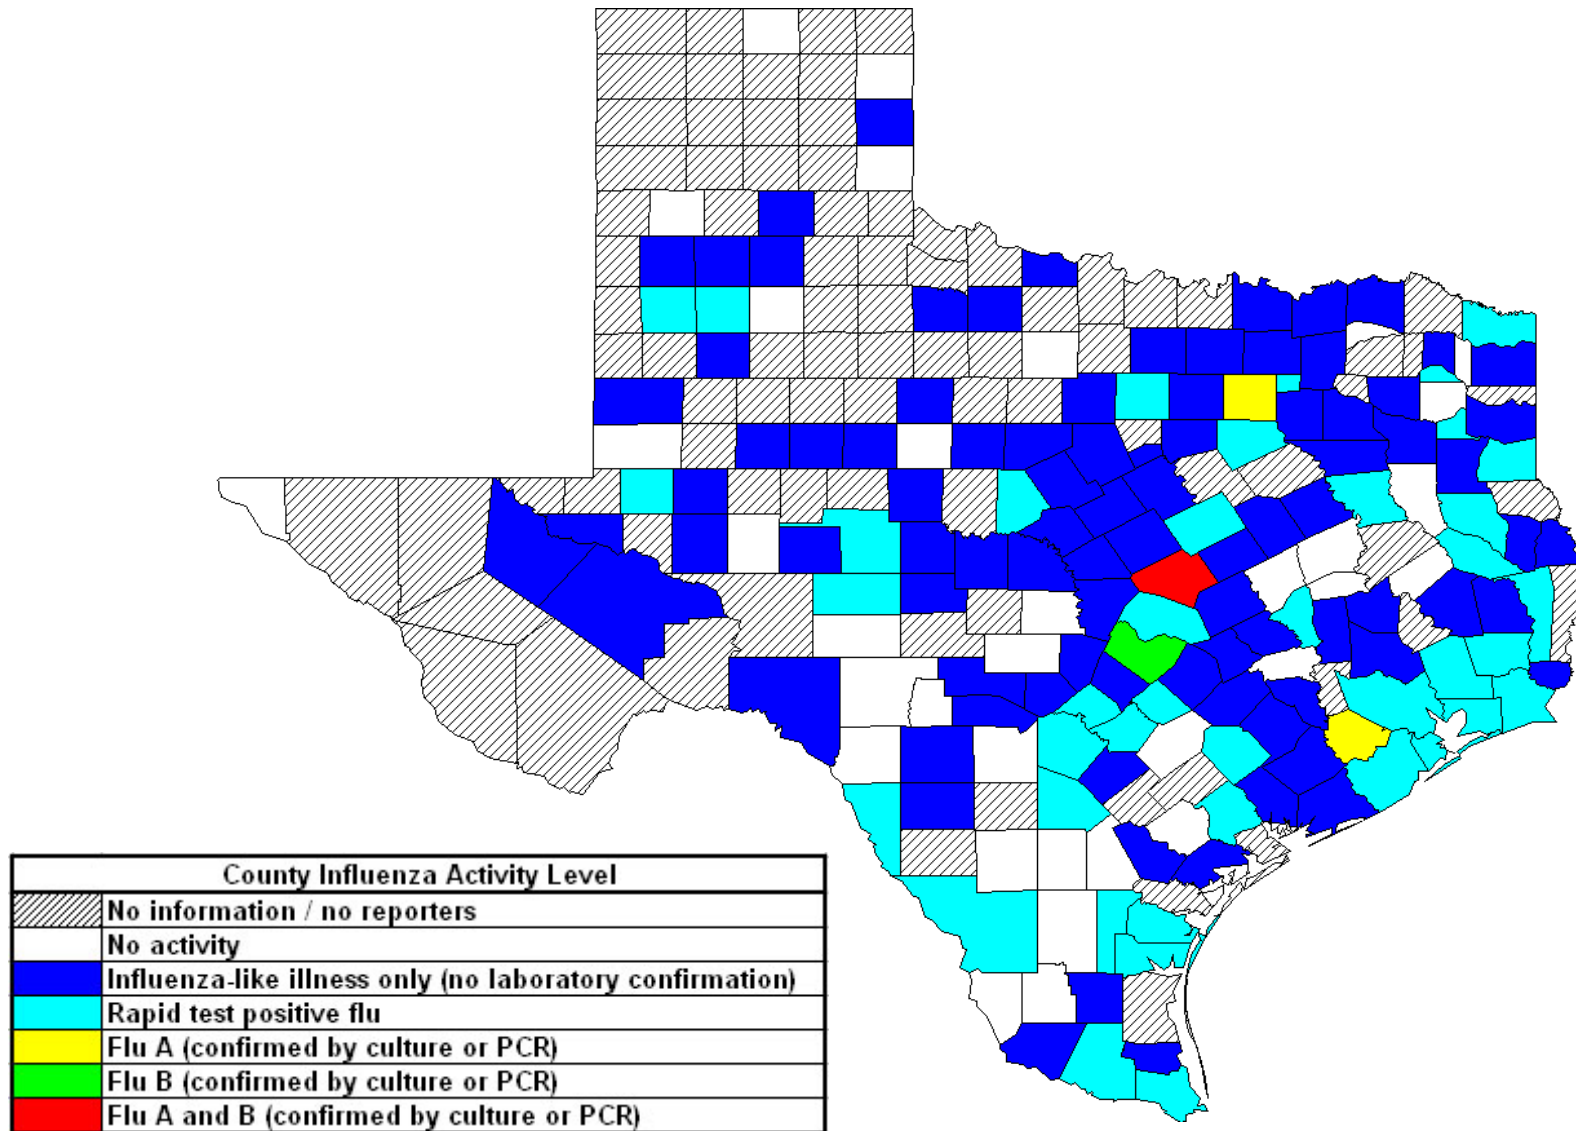 County Influenza Activity Level
No information / no reporters
No activity
Influenza-like illness only (no laboratory confirmation)
Rapid test positive flu
Flu A (confirmed by culture or PCR)
Flu B (confirmed by culture or PCR)
Flu A and B (confirmed by culture or PCR)